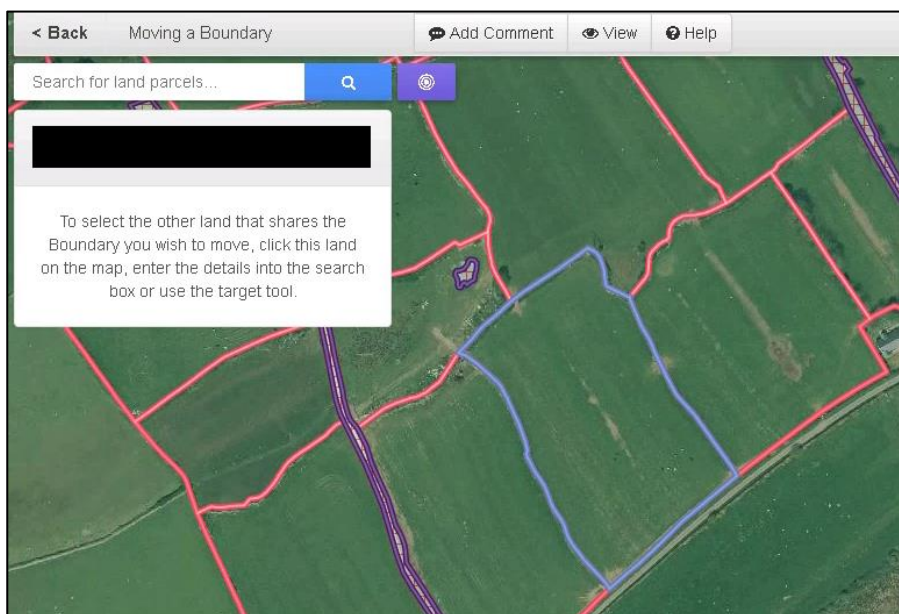 < Back Moving a Boundary Add Comment View Help
Search for land parcels...
To select the other land that shares the
Boundary you wish to move, click this land
on the map, enter the details into the search
box or use the target tool.